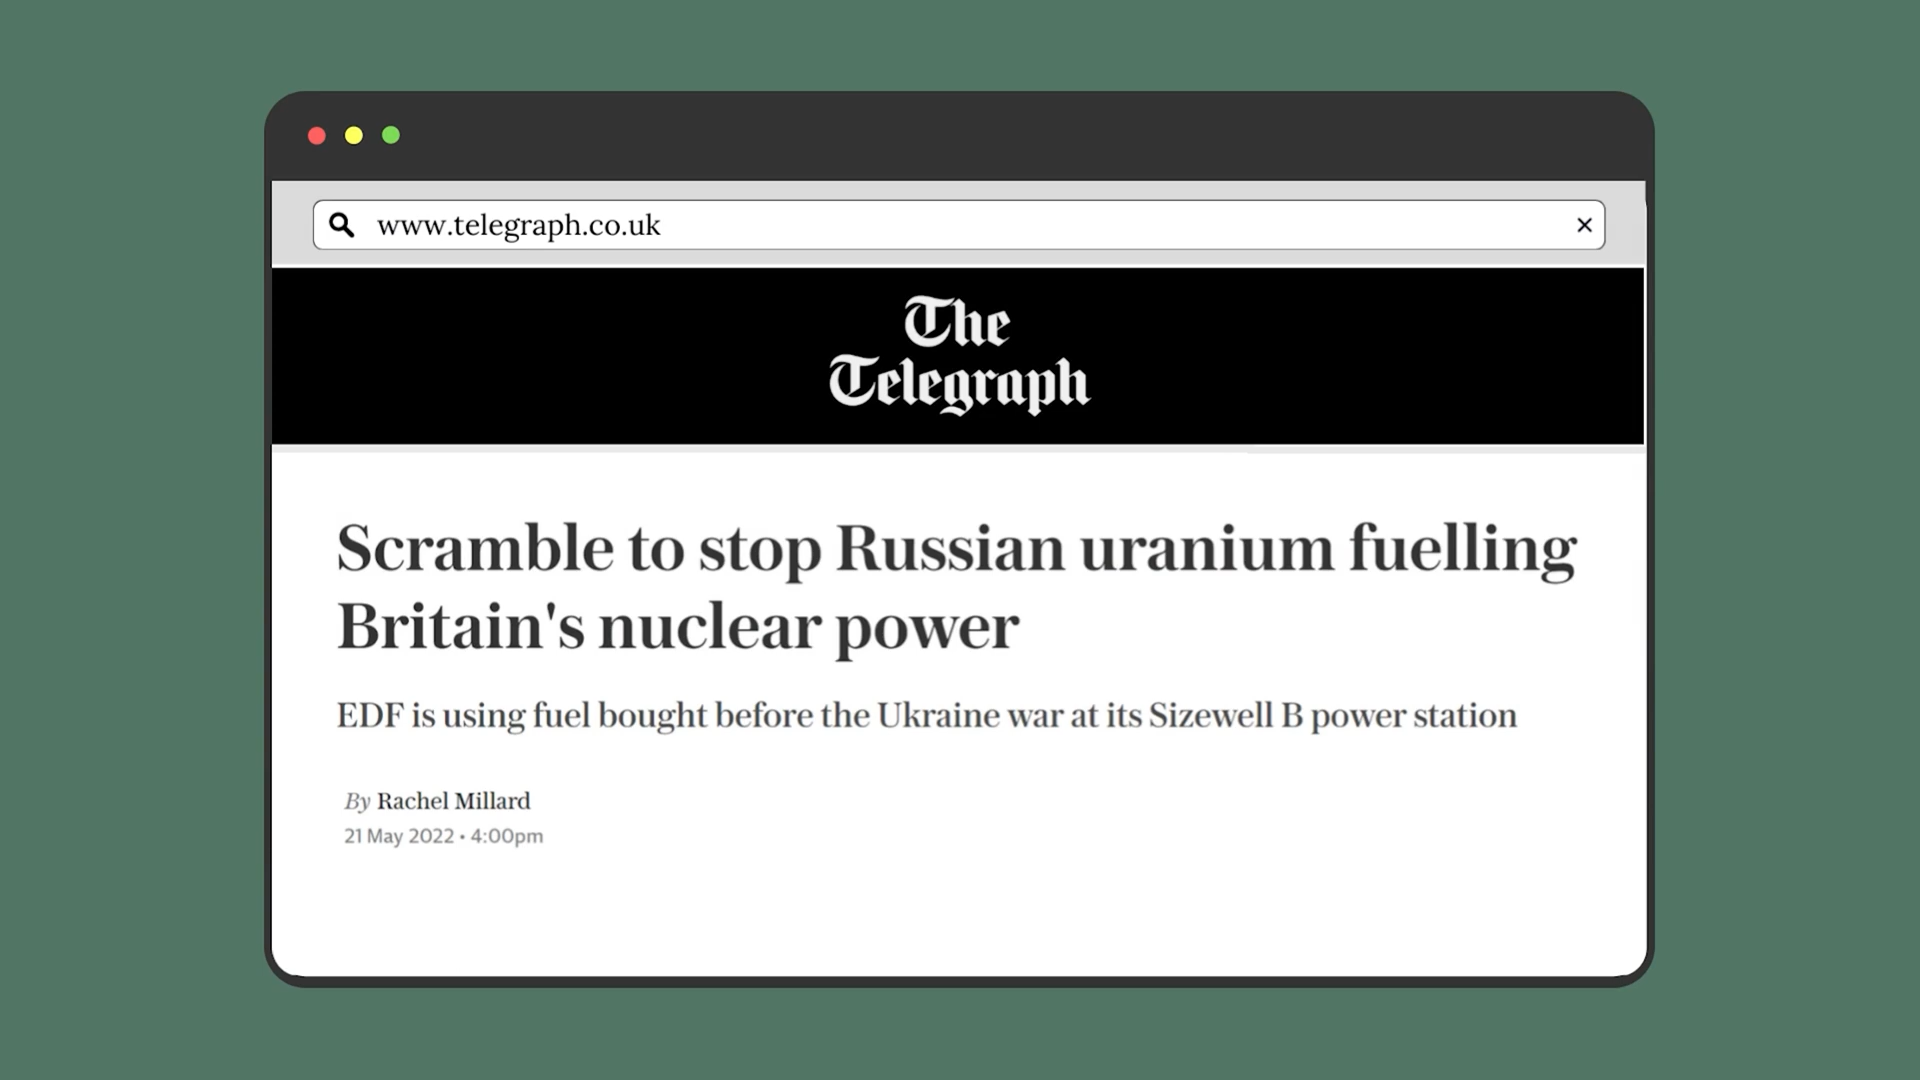 www.telegraph.co.uk
The
Telegraph
Scramble to stop Russian uranium fuelling
Britain's nuclear power
EDF is using fuel bought before the Ukraine war at its Sizewell B power station
By Rachel Millard
21 May 2022 • 4:00pm